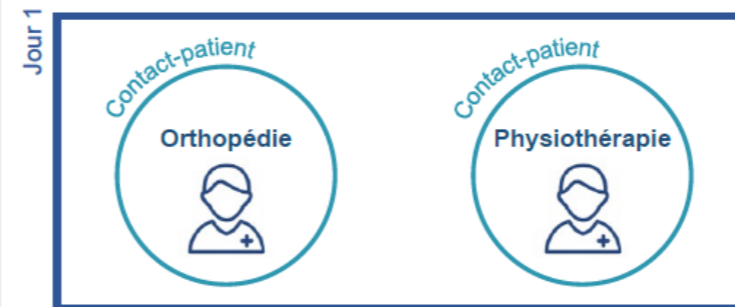 Jour 1
Contact-patient
Orthopédie
Contact-patient
Physiothérapie